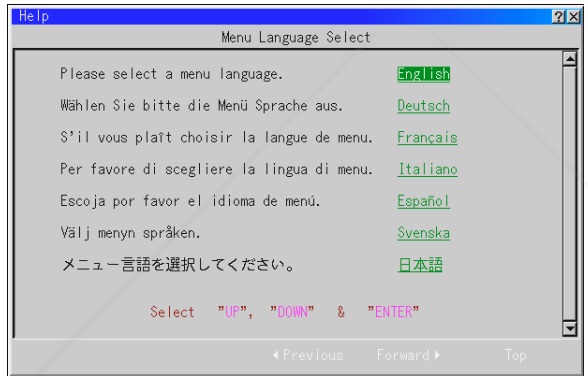 Help
Menu Language Select
Please select a menu language. English
Wählen Sie bitte die Menü Sprache aus. Deutsch
S'il vous plaît choisir la langue de menu. Français
Per favore di scegliere la lingua di menu. Italiano
Escoja por favor el idioma de menú. Español
Välj menyn språken. Svenska
メニュー言語を選択してください。 日本語
Select "UP", "DOWN" & "ENTER"
Previous Forward Top